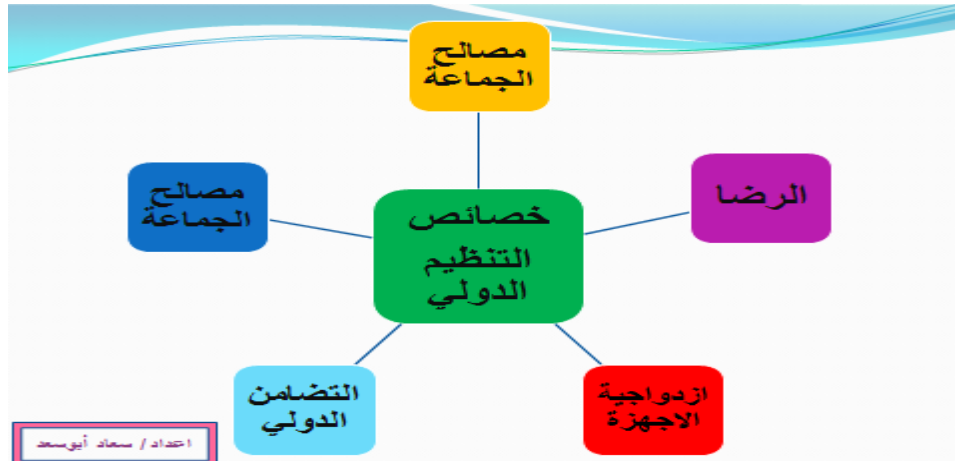 مصالح
الجماعة
الرضا
مصالح
الجماعة
خصائص
التنظيم
الدولي
ازدواجية
الاجهزة
التضامن
الدولي
اعداد / سعاد أبوسعد